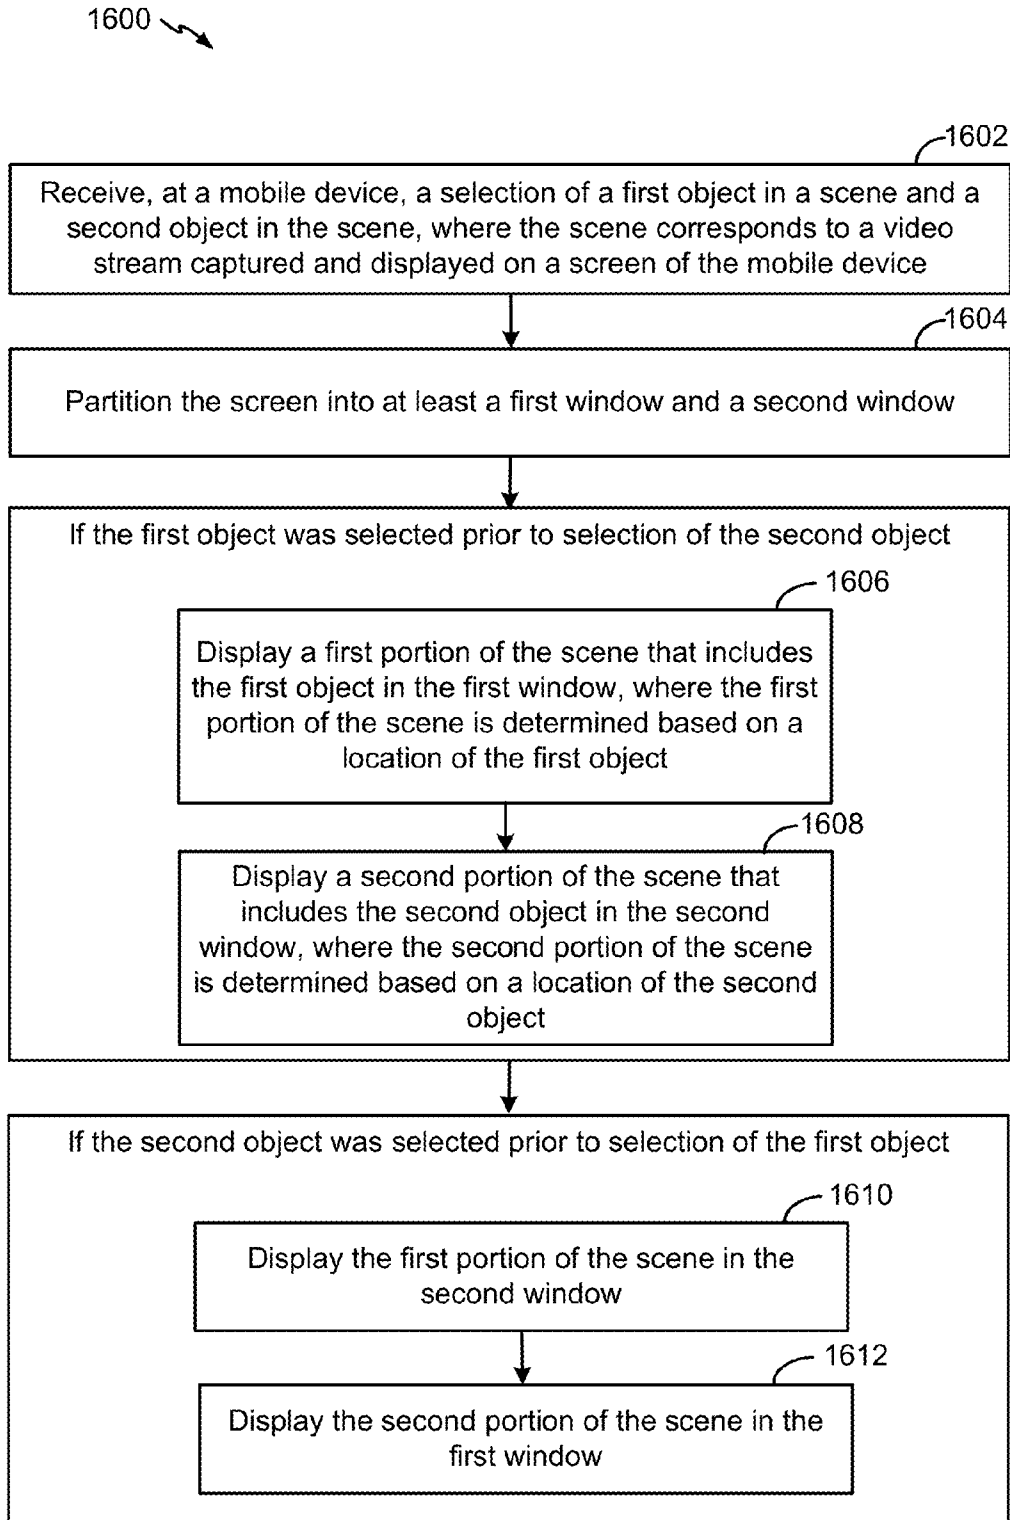 1600
1602
Receive, at a mobile device, a selection of a first object in a scene and a
second object in the scene, where the scene corresponds to a video
stream captured and displayed on a screen of the mobile device
1604
Partition the screen into at least a first window and a second window
If the first object was selected prior to selection of the second object
1606
Display a first portion of the scene that includes
the first object in the first window, where the first
portion of the scene is determined based on a
location of the first object
1608
Display a second portion of the scene that
includes the second object in the second
window, where the second portion of the scene
is determined based on a location of the second
object
If the second object was selected prior to selection of the first object
1610
Display the first portion of the scene in the
second window
1612
Display the second portion of the scene in the
first window